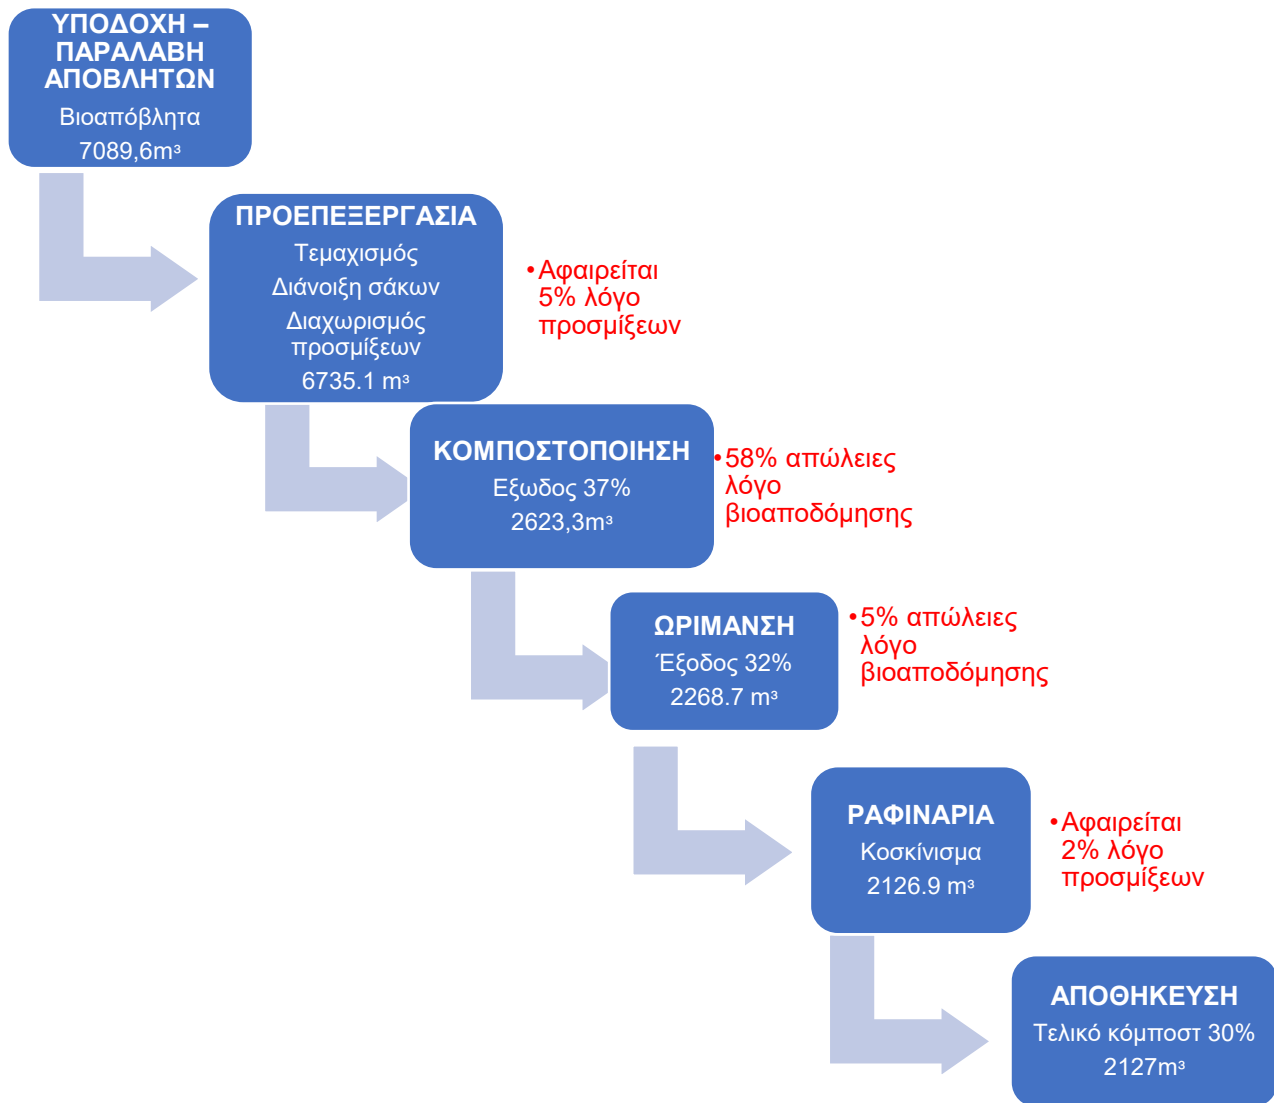 ΥΠΟΔΟΧΗ –
ΠΑΡΑΛΑΒΗ
ΑΠΟΒΛΗΤΩΝ
Βιοαπόβλητα
7089,6m³
ΠΡΟΕΠΕΞΕΡΓΑΣΙΑ
Τεμαχισμός
Διάνοιξη σάκων
Διαχωρισμός
προσμίξεων
6735.1 m³
•Αφαιρείται
5% λόγο
προσμίξεων
ΚΟΜΠΟΣΤΟΠΟΙΗΣΗ
Εξωδος 37%
2623,3m³
•58% απώλειες
λόγο
βιοαποδόμησης
ΩΡΙΜΑΝΣΗ
Έξοδος 32%
2268.7 m³
•5% απώλειες
λόγο
βιοαποδόμησης
ΡΑΦΙΝΑΡΙΑ
Κοσκίνισμα
2126.9 m³
•Αφαιρείται
2% λόγο
προσμίξεων
ΑΠΟΘΗΚΕΥΣΗ
Τελικό κόμποστ 30%
2127m³